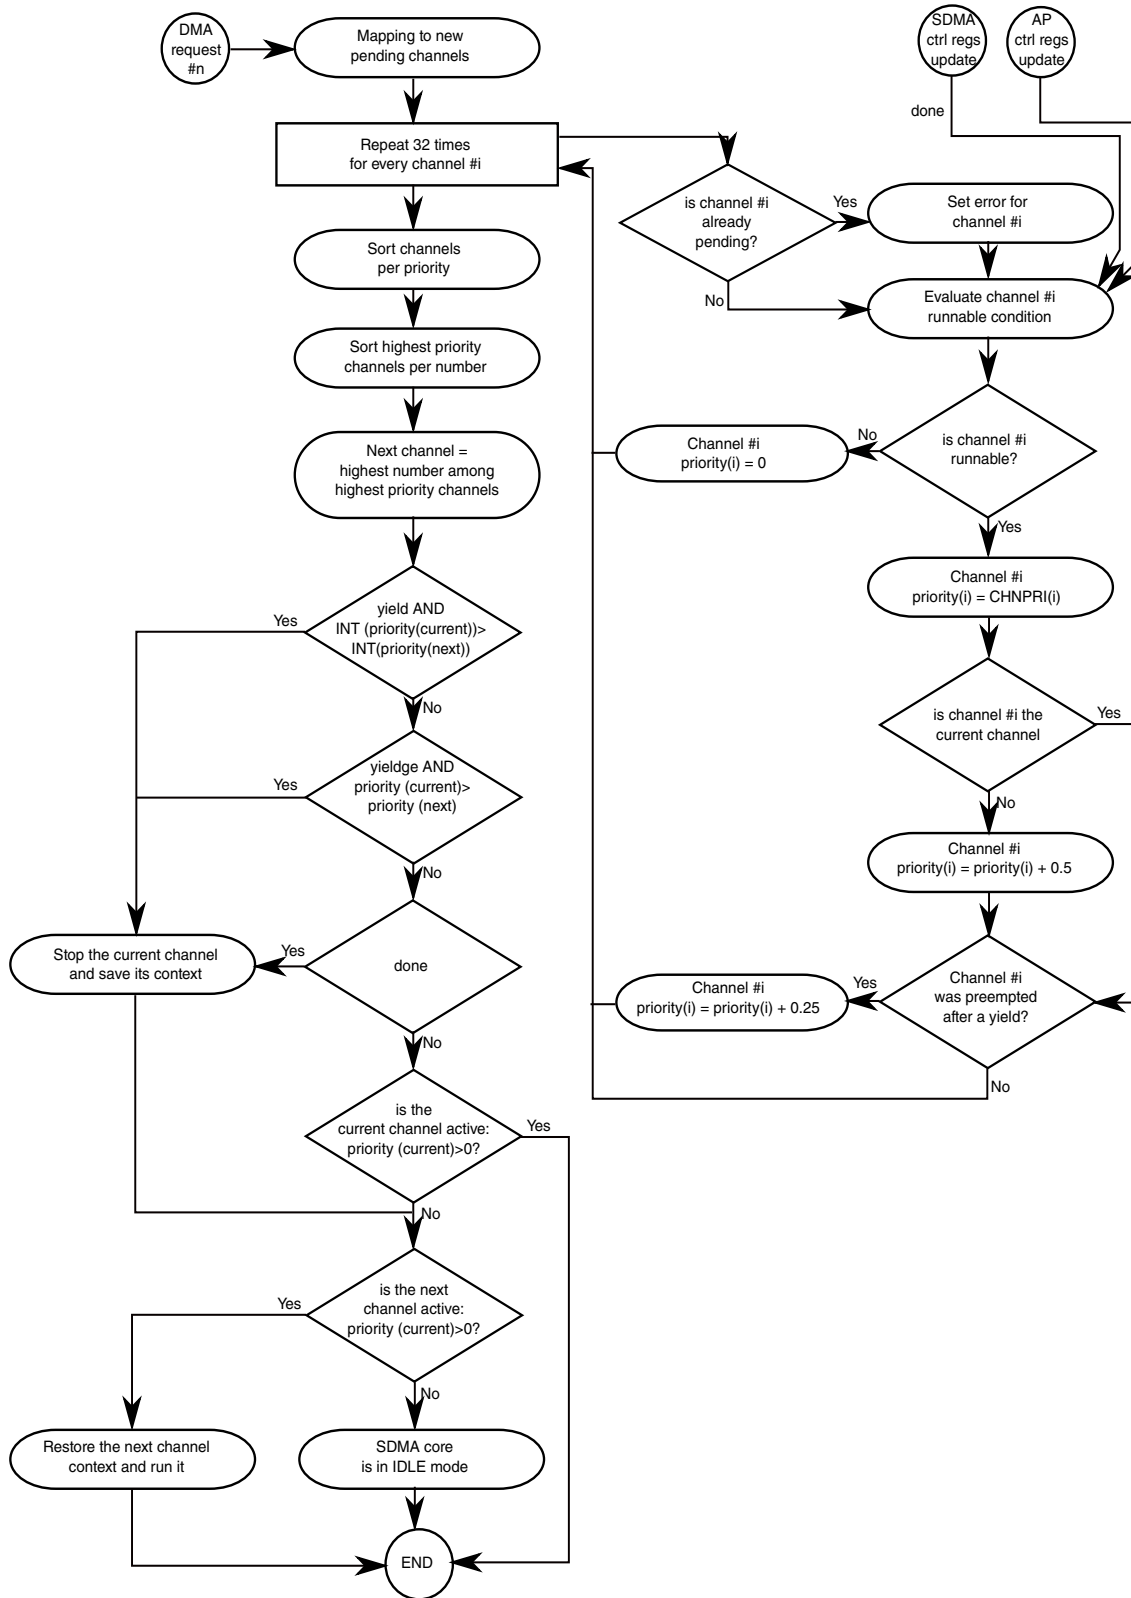 DMA
request
#n
Mapping to new
pending channels
SDMA
ctrl regs
update
AP
ctrl regs
update
done
Repeat 32 times
for every channel #i
is channel #i
already
pending?
Yes
No
Set error for
channel #i
Sort channels
per priority
Evaluate channel #i
runnable condition
Sort highest priority
channels per number
is channel #i
runnable?
No
Yes
Channel #i
priority(i) = 0
Next channel =
highest number among
highest priority channels
Channel #i
priority(i) = CHNPRI(i)
yield AND
INT (priority(current))>
INT(priority(next))
Yes
No
is channel #i the
current channel
Yes
No
yieldge AND
priority (current)>
priority (next)
Yes
No
Channel #i
priority(i) = priority(i) + 0.5
Stop the current channel
and save its context
Yes
done
No
Channel #i
priority(i) = priority(i) + 0.25
Yes
Channel #i
was preempted
after a yield?
No
is the
current channel active:
priority (current)>0?
Yes
No
is the next
channel active:
priority (current)>0?
Yes
No
Restore the next channel
context and run it
SDMA core
is in IDLE mode
END